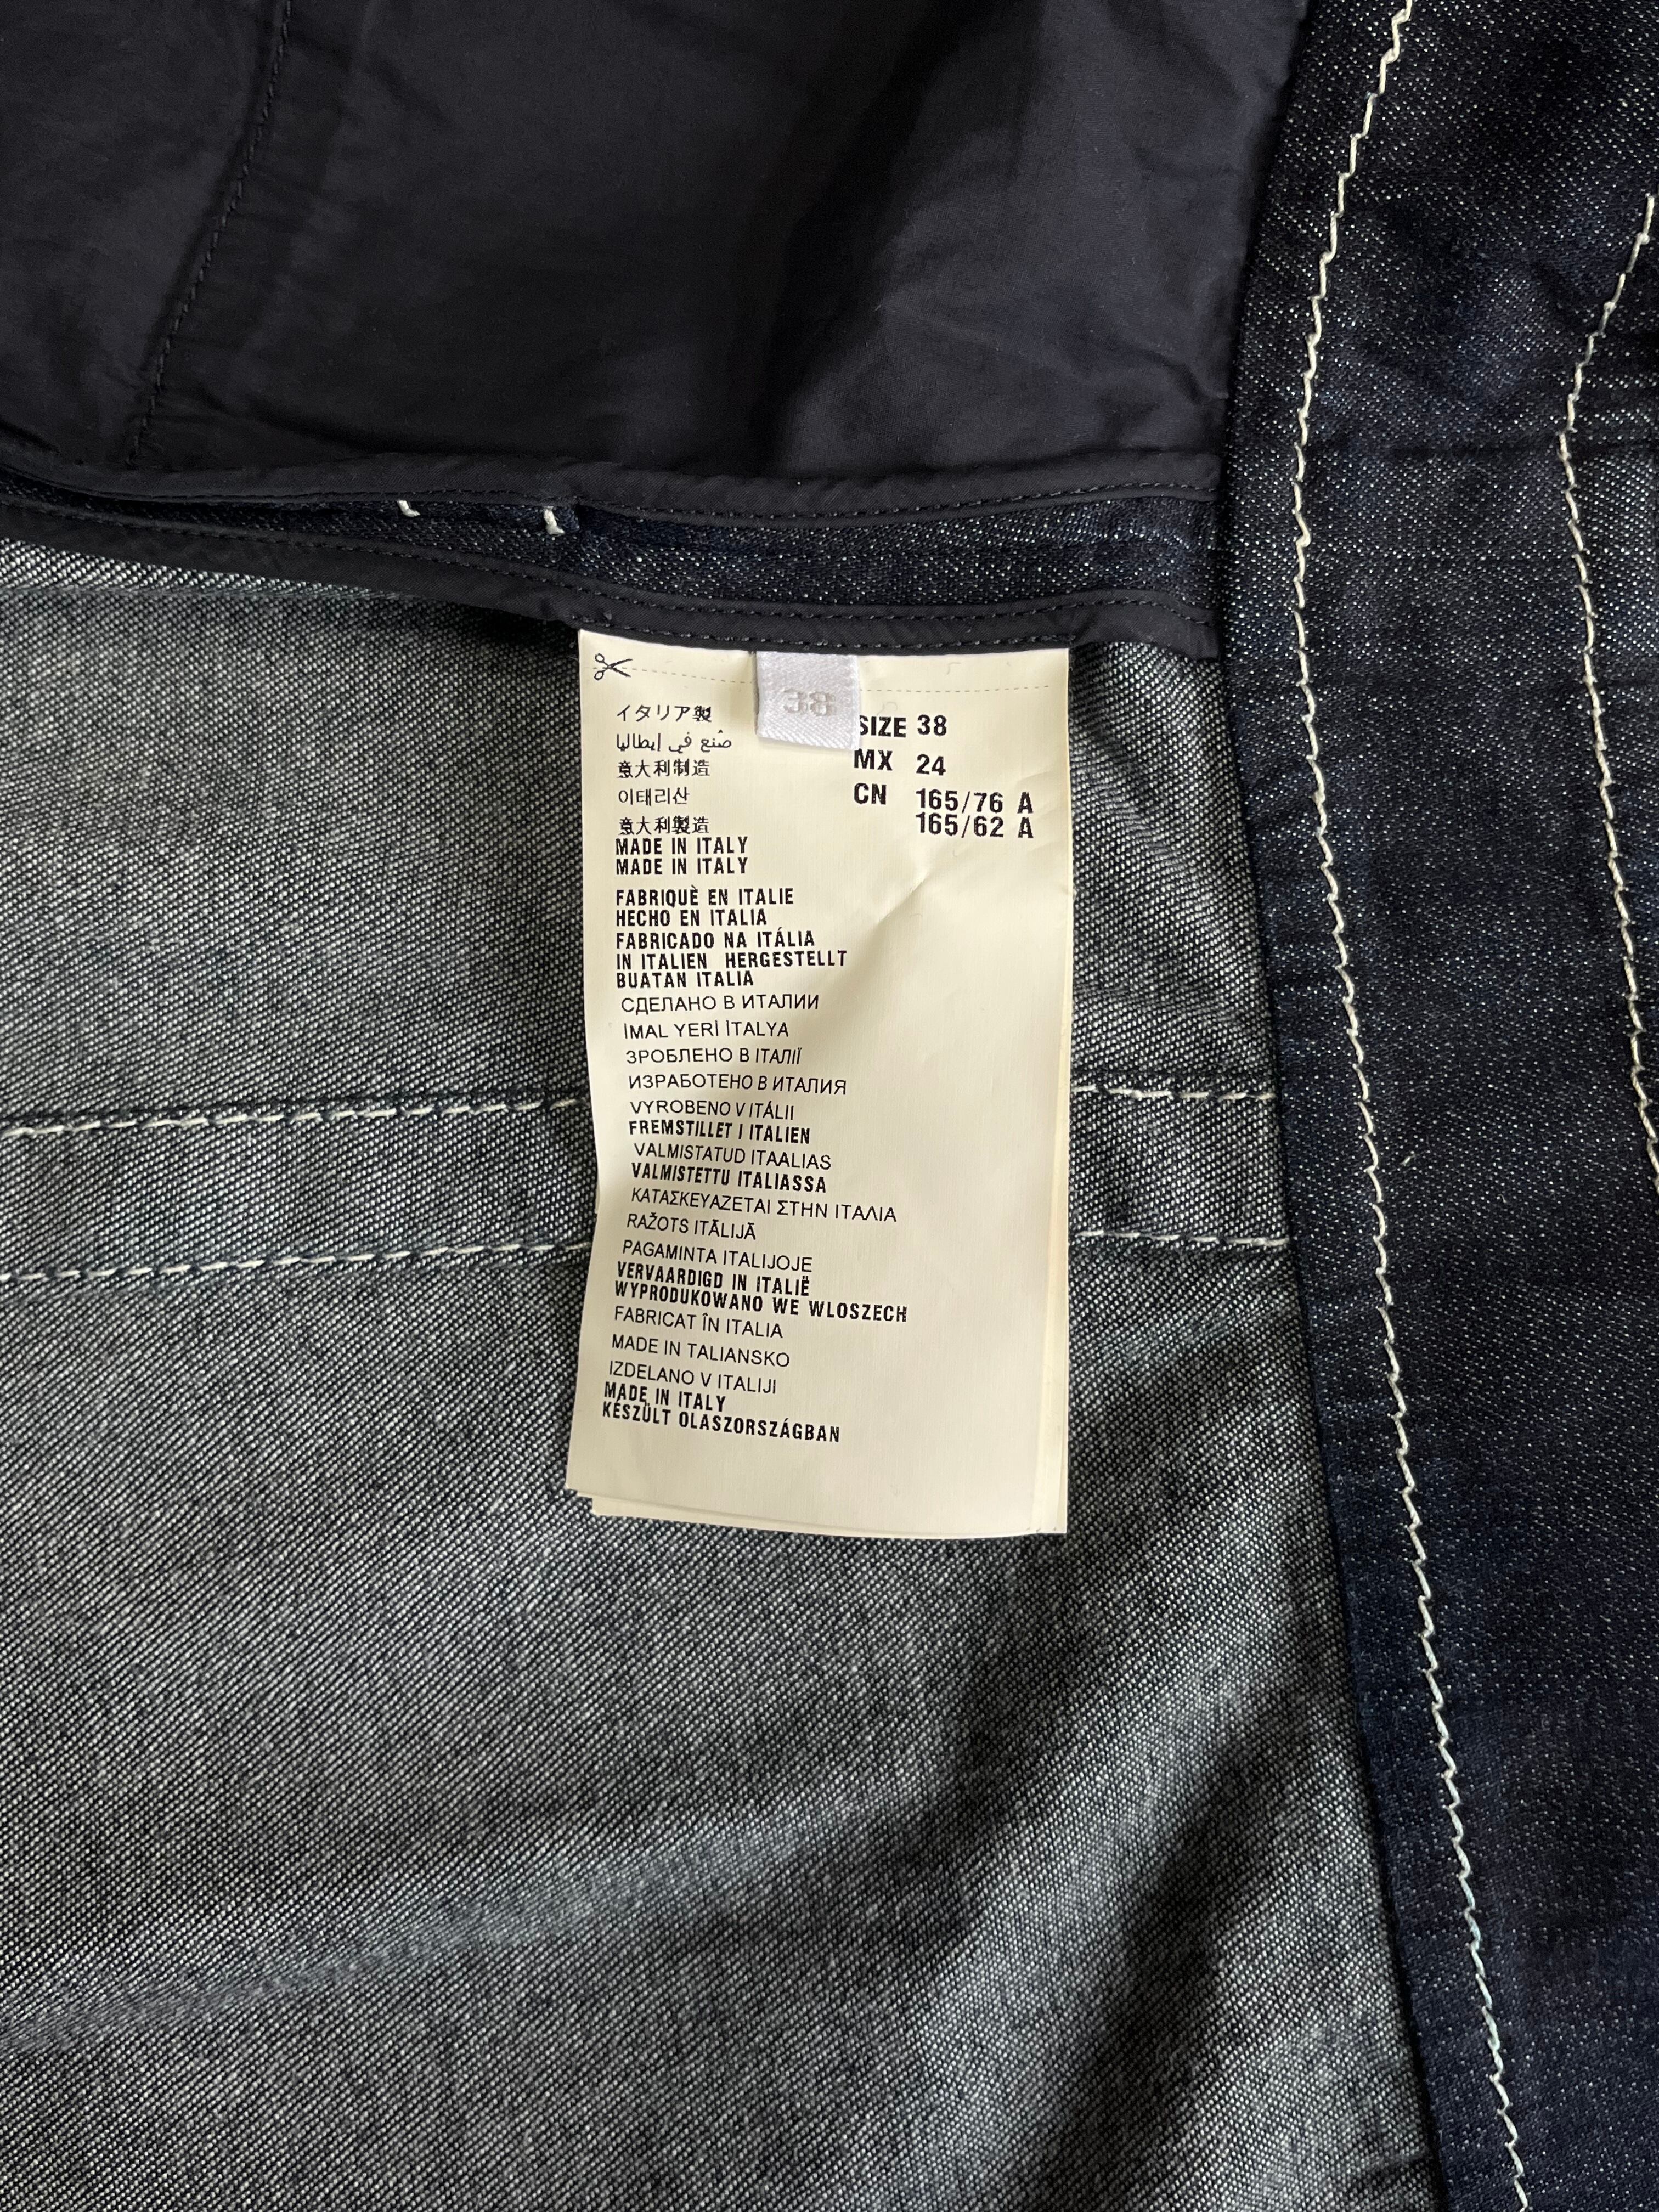 38
イタリア製
صُنع في إيطاليا
意大利制造
이태리산
意大利製造
MADE IN ITALY
MADE IN ITALY
FABRIQUÈ EN ITALIE
HECHO EN ITALIA
FABRICADO NA ITÁLIA
IN ITALIEN HERGESTELLT
BUATAN ITALIA
СДЕЛАНО В ИТАЛИИ
İMAL YERİ İTALYA
ЗРОБЛЕНО В ІТАЛІЇ
ИЗРАБОТЕНО В ИТАЛИЯ
VYROBENO V ITÁLII
FREMSTILLET I ITALIEN
VALMISTATUD ITAALIAS
VALMISTETTU ITALIASSA
ΚΑΤΑΣΚΕΥΑΖΕΤΑΙ ΣΤΗΝ ΙΤΑΛΙΑ
RAŽOTS ITĀLIJĀ
PAGAMINTA ITALIJOJE
VERVAARDIGD IN ITALIË
WYPRODUKOWANO WE WLOSZECH
FABRICAT ÎN ITALIA
MADE IN TALIANSKO
IZDELANO V ITALIJI
MADE IN ITALY
KÉSZÜLT OLASZORSZÁGBAN
SIZE 38
MX 24
CN 165/76 A
165/62 A